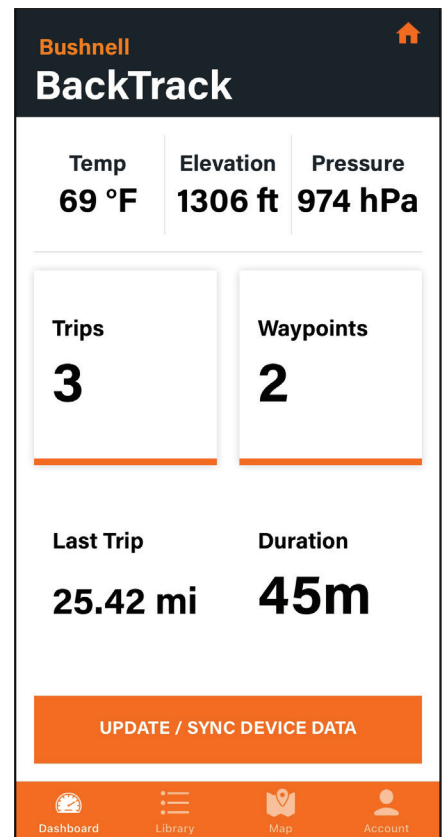 Bushnell
BackTrack
Temp Elevation Pressure
69 °F 1306 ft 974 hPa
Trips Waypoints
3 2
Last Trip Duration
25.42 mi 45m
UPDATE / SYNC DEVICE DATA
Dashboard Library Map Account